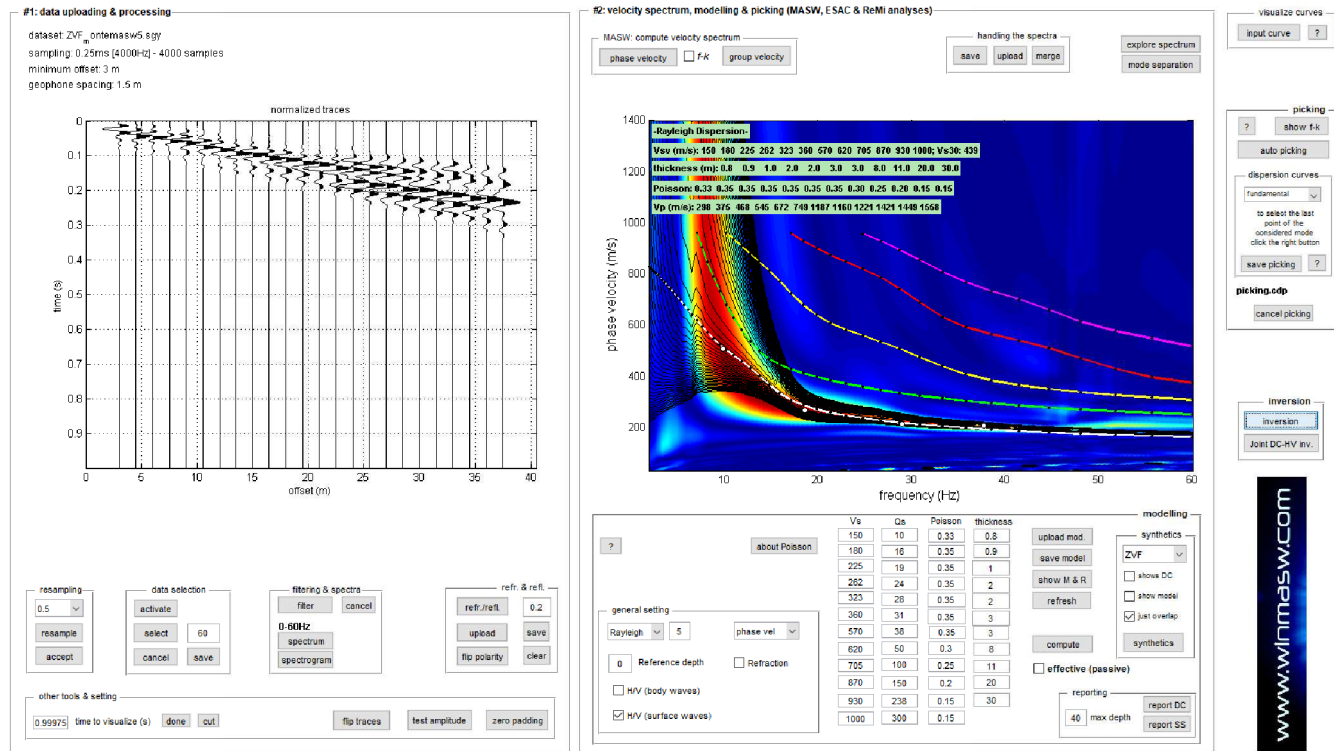 #1: data uploading & processing
dataset: ZVF_montemasw5.sgy
sampling: 0.25ms [4000Hz] - 4000 samples
minimum offset: 3 m
geophone spacing: 1.5 m
normalized traces
0
0.1
0.2
0.3
0.4
0.5
0.6
0.7
0.8
0.9
time (s)
0 5 10 15 20 25 30 35 40 45
offset (m)
resampling
0.5
resample
accept
data selection
activate
select 60
cancel save
filtering & spectra
filter cancel
0-60Hz
spectrum
spectrogram
refr. & refl.
refr./refl. 0.2
upload save
flip polarity clear
other tools & setting
0.99975 time to visualize (s) done cut flip traces test amplitude zero padding
#2: velocity spectrum, modelling & picking (MASW, ESAC & ReMi analyses)
MASW: compute velocity spectrum
phase velocity f-k group velocity
handing the spectra
save upload merge
explore spectrum
mode separation
-Rayleigh Dispersion-
Vsv (m/s): 150 180 225 262 323 360 570 620 705 870 930 1000; Vs30: 439
thickness (m): 0.8 0.9 1.0 2.0 2.0 3.0 3.0 8.0 11.0 20.0 30.0
Poisson: 0.33 0.35 0.35 0.35 0.35 0.35 0.35 0.30 0.25 0.20 0.15 0.15
Vp (m/s): 298 375 468 545 672 749 1187 1160 1221 1421 1449 1558
1400
1200
1000
800
600
400
200
phase velocity (m/s)
10 20 30 40 50 60
frequency (Hz)
modelling
?
about Poisson
general setting
Rayleigh 5 phase vel
0 Reference depth Refraction
H/V (body waves)
H/V (surface waves)
Vs Qs Poisson thickness
150 10 0.33 0.8
180 16 0.35 0.9
225 19 0.35 1
262 24 0.35 2
323 28 0.35 2
360 31 0.35 3
570 38 0.35 3
620 50 0.3 8
705 100 0.25 11
870 150 0.2 20
930 238 0.15 30
1000 300 0.15
upload mod.
save model
show M & R
refresh
compute
effective (passive)
synthetics
ZVF
shows DC
show model
just overlap
synthetics
reporting
40 max depth
report DC
report SS
visualize curves
input curve ?
picking
? show f-k
auto picking
dispersion curves
fundamental
to select the last
point of the
considered mode
click the right button
save picking ?
picking.cdp
cancel picking
inversion
inversion
Joint DC-HV inv.
www.winmasw.com